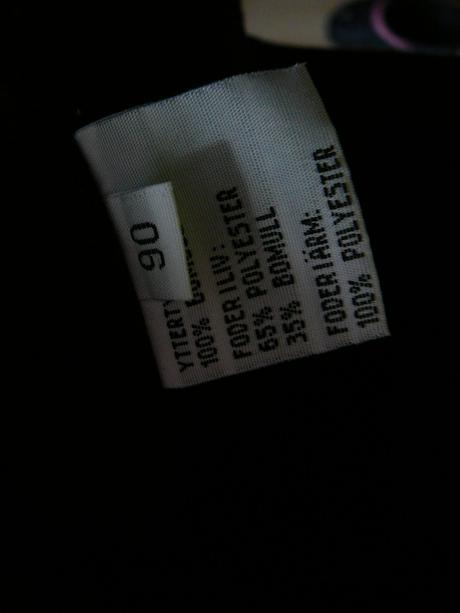 90
100%
FODER I LIV:
65% POLYESTER
35% BOMULL
FODER I ÄRM:
100% POLYESTER